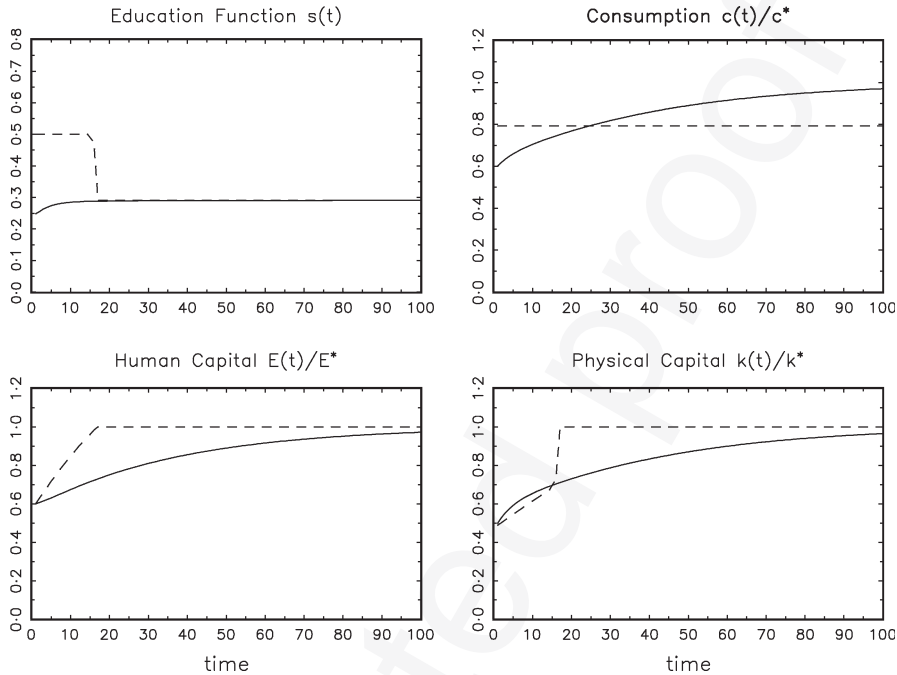 Education Function s(t)
0·0 0·1 0·2 0·3 0·4 0·5 0·6 0·7 0·8
0 10 20 30 40 50 60 70 80 90 100
Consumption c(t)/c*
0·0 0·2 0·4 0·6 0·8 1·0 1·2
0 10 20 30 40 50 60 70 80 90 100
Human Capital E(t)/E*
0·0 0·2 0·4 0·6 0·8 1·0 1·2
0 10 20 30 40 50 60 70 80 90 100
time
Physical Capital k(t)/k*
0·0 0·2 0·4 0·6 0·8 1·0 1·2
0 10 20 30 40 50 60 70 80 90 100
time
ted proof